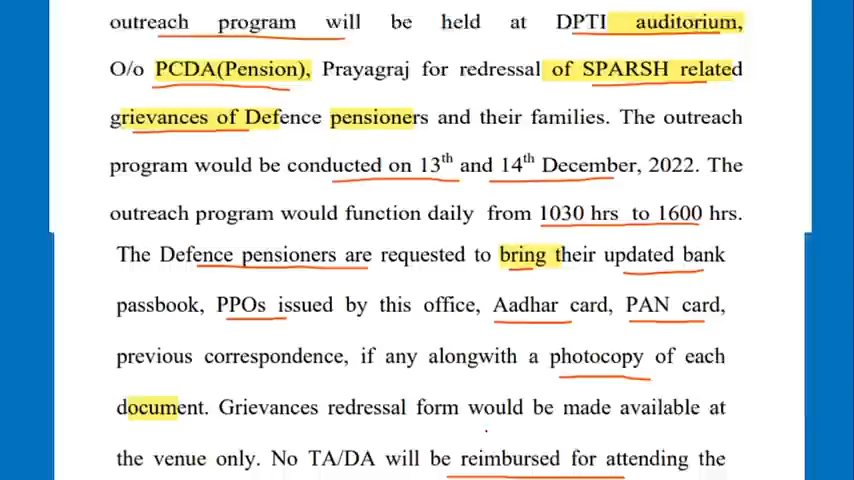 outreach program will be held at DPTI auditorium,
O/o PCDA(Pension), Prayagraj for redressal of SPARSH related
grievances of Defence pensioners and their families. The outreach
program would be conducted on 13th and 14th December, 2022. The
outreach program would function daily from 1030 hrs to 1600 hrs.
The Defence pensioners are requested to bring their updated bank
passbook, PPOs issued by this office, Aadhar card, PAN card,
previous correspondence, if any alongwith a photocopy of each
document. Grievances redressal form would be made available at
the venue only. No TA/DA will be reimbursed for attending the